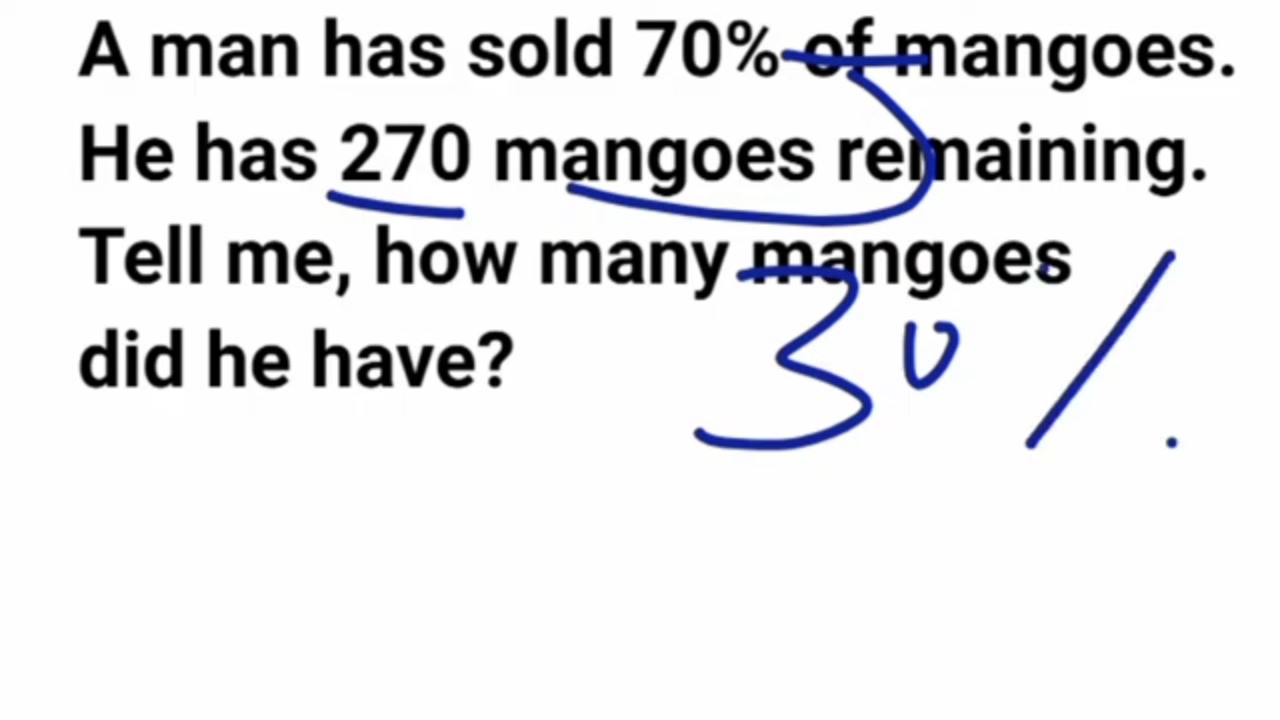 A man has sold 70% of mangoes.
He has 270 mangoes remaining.
Tell me, how many mangoes
did he have?
30%